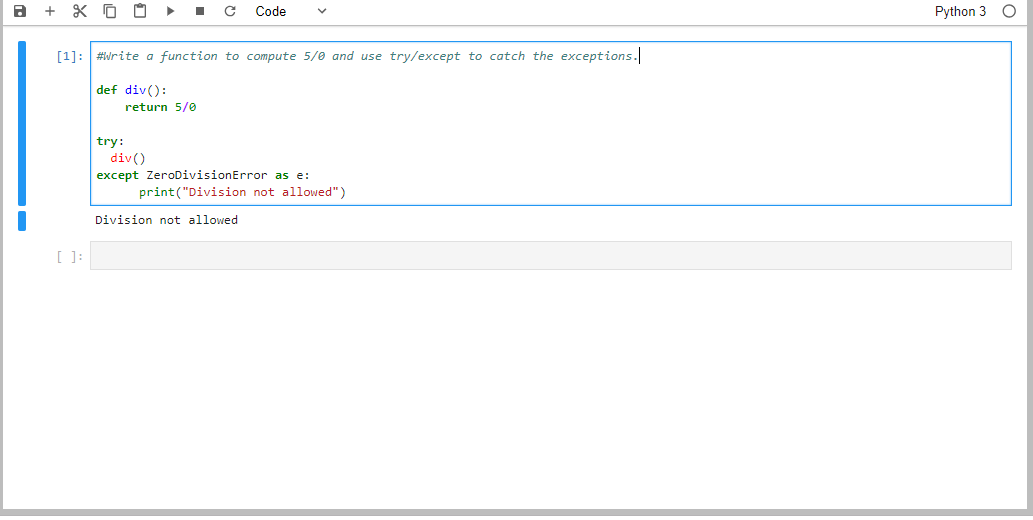 Code
Python 3
[1]:
#Write a function to compute 5/0 and use try/except to catch the exceptions.
def div():
    return 5/0
try:
  div()
except ZeroDivisionError as e:
      print("Division not allowed")
Division not allowed
[ ]: